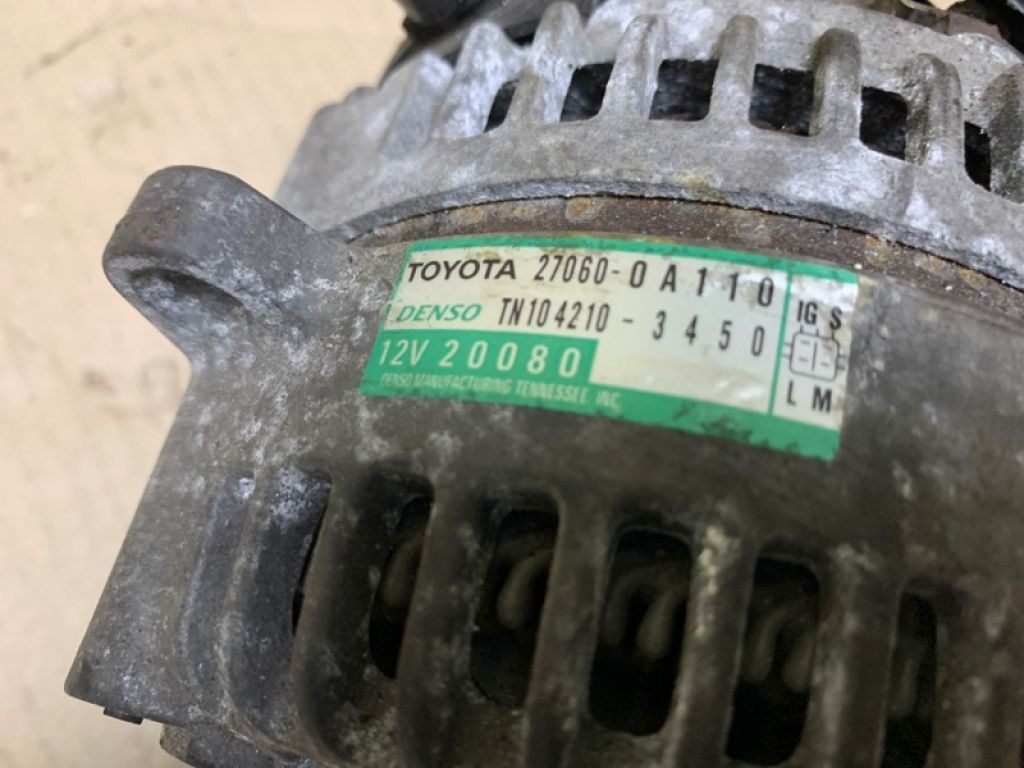 TOYOTA 27060-0A110
DENSO TN104210-3450
12V 20080
DENSO MANUFACTURING TENNESSEE, INC.
IG S
L M